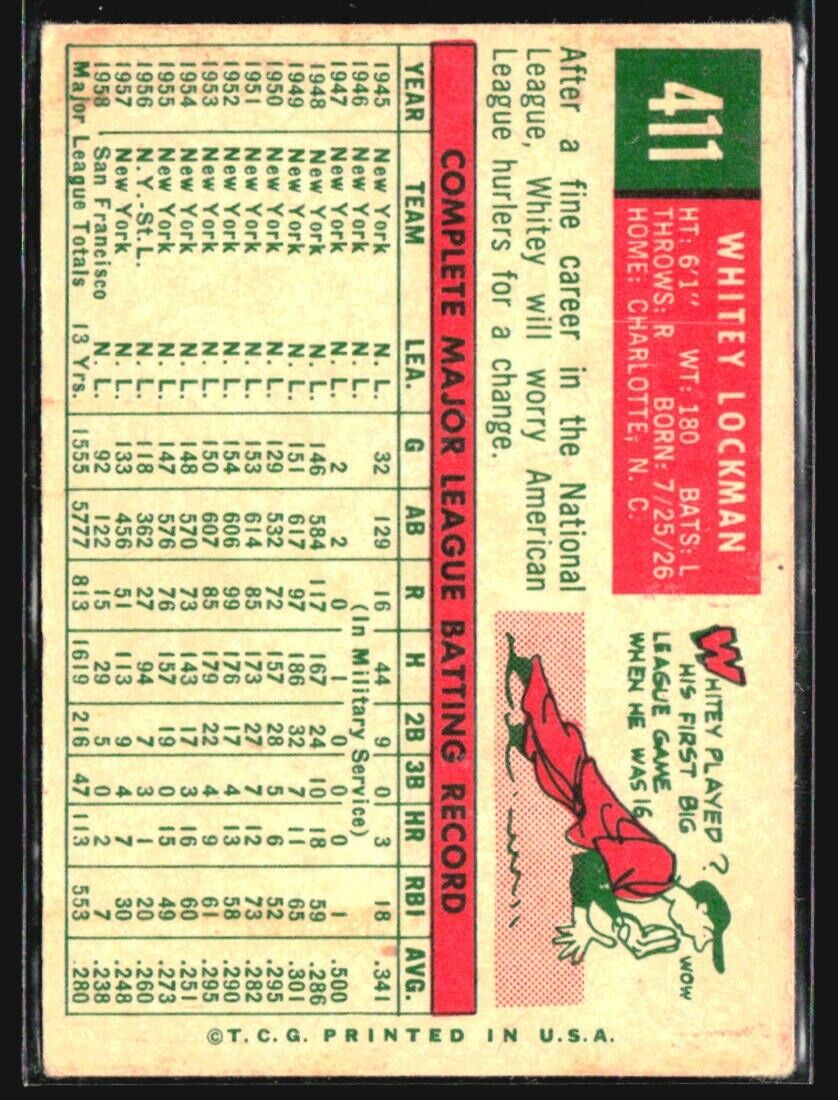 411
WHITEY LOCKMAN
HT: 6'1" WT: 180 BATS: L
THROWS: R BORN: 7/25/26
HOME: CHARLOTTE, N. C.
After a fine career in the National
League, Whitey will worry American
League hurlers for a change.
WHITEY PLAYED
HIS FIRST BIG
LEAGUE GAME
WHEN HE WAS 16
?
WOW
COMPLETE MAJOR LEAGUE BATTING RECORD
YEAR TEAM LEA. G AB R H 2B 3B HR RBI AVG.
1945 New York N. L. 32 129 16 44 9 0 3 18 .341
1946 New York N. L. (In Military Service)
1947 New York N. L. 2 2 0 1 0 0 0 1 .500
1948 New York N. L. 146 584 117 167 24 10 18 59 .286
1949 New York N. L. 151 617 97 186 32 7 11 65 .301
1950 New York N. L. 129 532 72 157 28 5 6 52 .295
1951 New York N. L. 153 614 85 173 27 7 12 73 .282
1952 New York N. L. 154 606 99 176 17 4 13 58 .290
1953 New York N. L. 150 607 85 179 22 4 9 61 .295
1954 New York N. L. 148 570 73 143 17 3 16 60 .251
1955 New York N. L. 147 576 76 157 19 0 15 49 .273
1956 N. Y.-St. L. N. L. 118 362 27 94 7 3 1 20 .260
1957 New York N. L. 133 456 51 113 9 4 7 30 .248
1958 San Francisco N. L. 92 122 15 29 5 0 2 7 .238
Major League Totals 13 Yrs. 1555 5777 813 1619 216 47 113 553 .280
©T. C. G. PRINTED IN U.S.A.